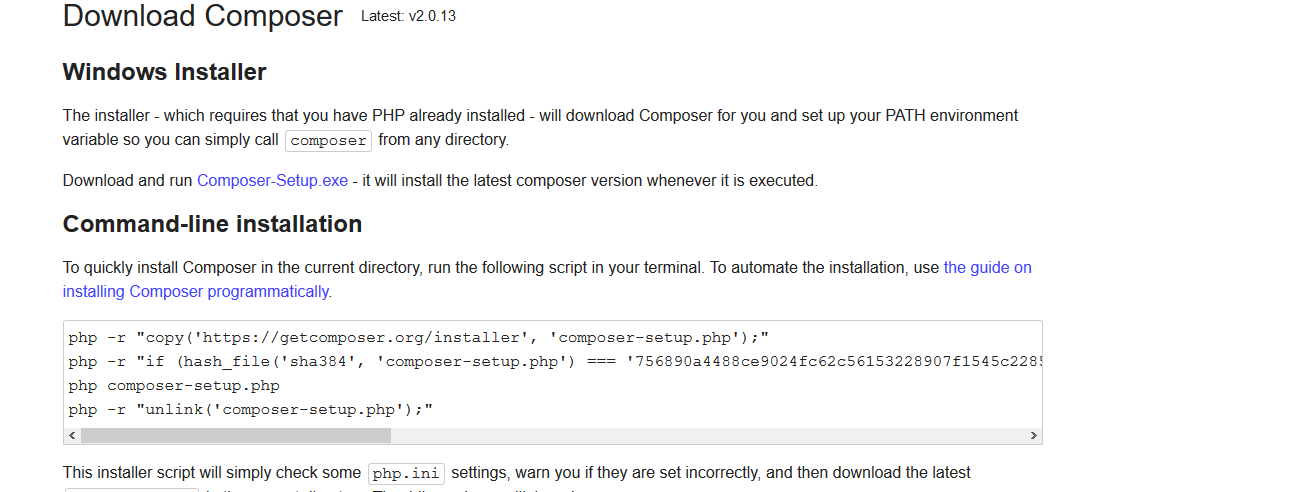 Download Composer Latest: v2.0.13
Windows Installer
The installer - which requires that you have PHP already installed - will download Composer for you and set up your PATH environment
variable so you can simply call composer from any directory.
Download and run Composer-Setup.exe - it will install the latest composer version whenever it is executed.
Command-line installation
To quickly install Composer in the current directory, run the following script in your terminal. To automate the installation, use the guide on
installing Composer programmatically.
php -r "copy('https://getcomposer.org/installer', 'composer-setup.php');"
php -r "if (hash_file('sha384', 'composer-setup.php') === '756890a4488ce9024fc62c56153228907f1545c2285
php composer-setup.php
php -r "unlink('composer-setup.php');"
This installer script will simply check some php.ini settings, warn you if they are set incorrectly, and then download the latest